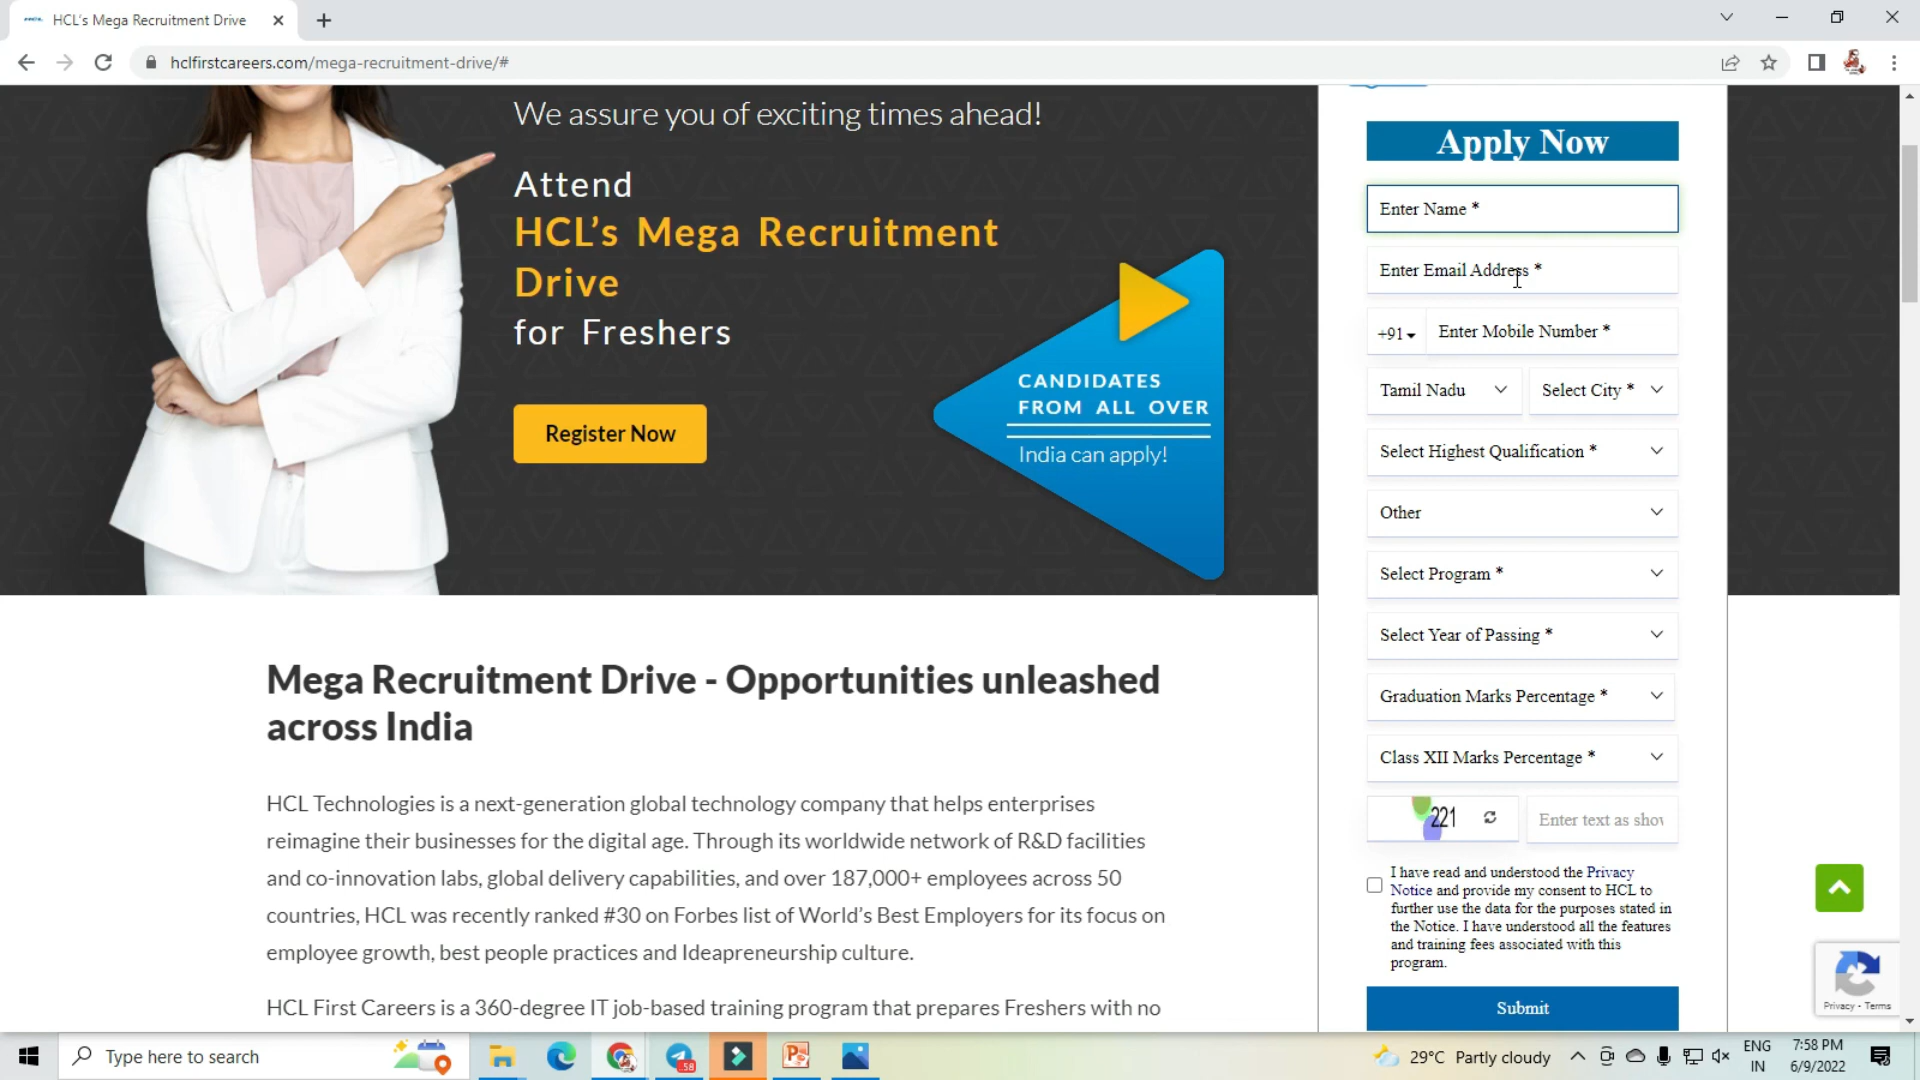 HCL's Mega Recruitment Drive
hclfirstcareers.com/mega-recruitment-drive/#
We assure you of exciting times ahead!
Attend
HCL's Mega Recruitment
Drive
for Freshers
Register Now
CANDIDATES
FROM ALL OVER
India can apply!
Mega Recruitment Drive - Opportunities unleashed
across India
HCL Technologies is a next-generation global technology company that helps enterprises
reimagine their businesses for the digital age. Through its worldwide network of R&D facilities
and co-innovation labs, global delivery capabilities, and over 187,000+ employees across 50
countries, HCL was recently ranked #30 on Forbes list of World's Best Employers for its focus on
employee growth, best people practices and Ideapreneurship culture.
HCL First Careers is a 360-degree IT job-based training program that prepares Freshers with no
Apply Now
Enter Name *
Enter Email Address *
+91 Enter Mobile Number *
Tamil Nadu Select City *
Select Highest Qualification *
Other
Select Program *
Select Year of Passing *
Graduation Marks Percentage *
Class XII Marks Percentage *
221 Enter text as shov
I have read and understood the Privacy
Notice and provide my consent to HCL to
further use the data for the purposes stated in
the Notice. I have understood all the features
and training fees associated with this
program.
Submit
Privacy - Terms
Type here to search
58
29°C Partly cloudy
ENG
IN
7:58 PM
6/9/2022